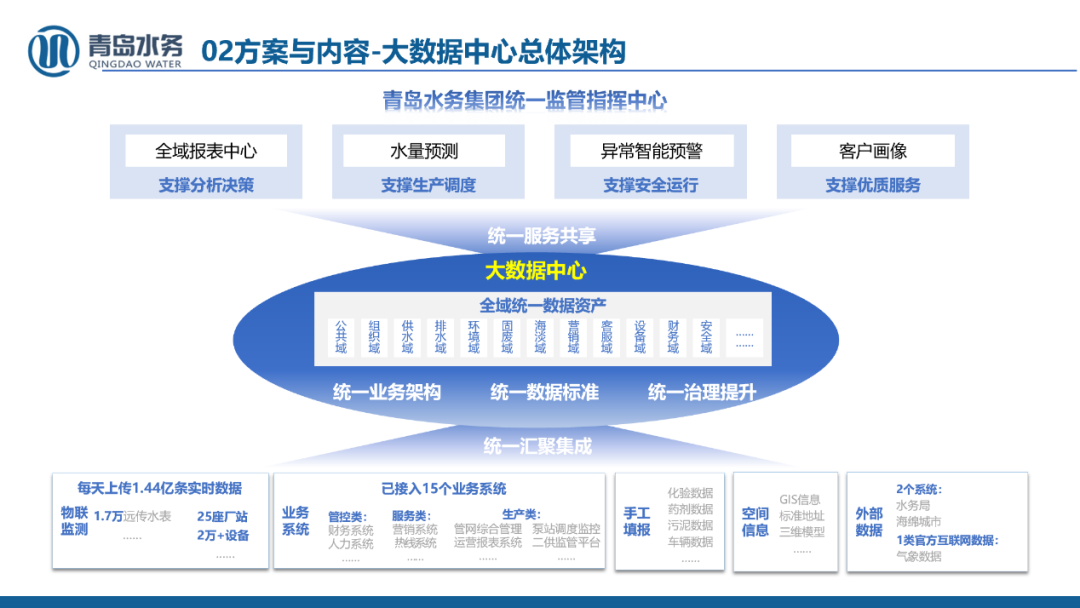 青岛水务
QINGDAO WATER
02方案与内容-大数据中心总体架构
青岛水务集团统一监管指挥中心
全域报表中心
支撑分析决策
水量预测
支撑生产调度
异常智能预警
支撑安全运行
客户画像
支撑优质服务
统一服务共享
大数据中心
全域统一数据资产
公共域
组织域
供水域
排水域
环境域
固废域
海淡域
营销域
客服域
设备域
财务域
安全域
……
……
统一业务架构
统一数据标准
统一治理提升
统一汇聚集成
每天上传1.44亿条实时数据
物联
监测
1.7万远传水表
……
25座厂站
2万+设备
……
已接入15个业务系统
业务
系统
管控类:
财务系统
人力系统
……
服务类:
营销系统
热线系统
……
生产类:
管网综合管理 泵站调度监控
运营报表系统 二供监管平台
…… ……
手工
填报
化验数据
药剂数据
污泥数据
车辆数据
……
空间
信息
GIS信息
标准地址
三维模型
……
外部
数据
2个系统:
水务局
海绵城市
1类官方互联网数据:
气象数据